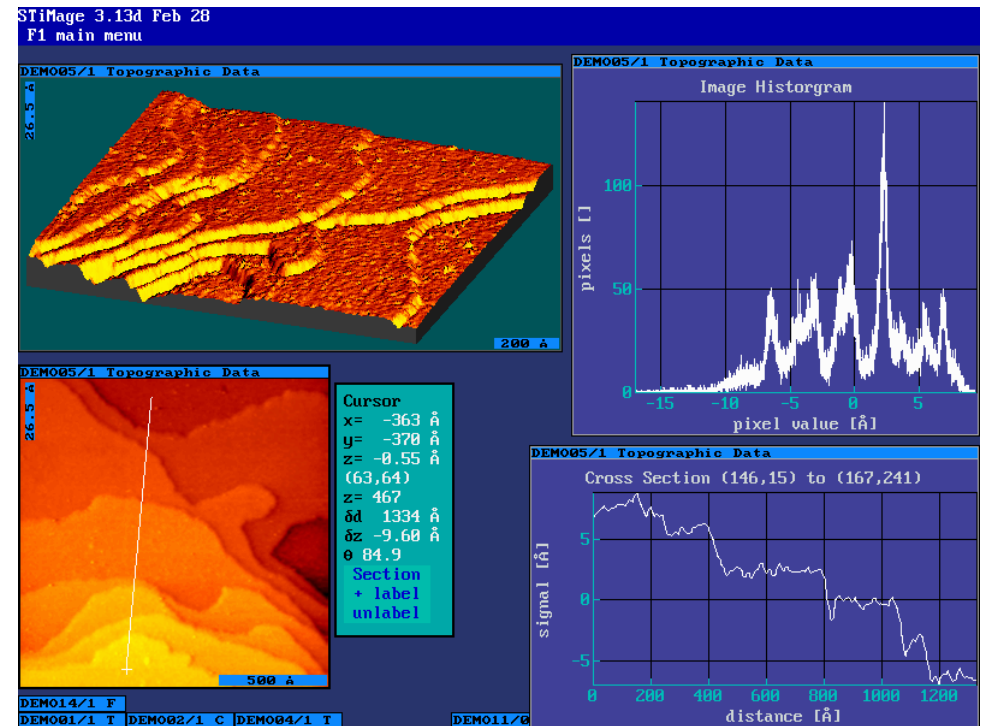 STiMage 3.13d Feb 28
F1 main menu
DEMO05/1 Topographic Data
26.5 Å
200 Å
DEMO05/1 Topographic Data
Image Historgram
pixels []
100
50
0
-15 -10 -5 0 5
pixel value [Å]
DEMO05/1 Topographic Data
26.5 Å
500 Å
Cursor
x= -363 Å
y= -370 Å
z= -0.55 Å
(63,64)
z= 467
δd 1334 Å
δz -9.60 Å
θ 84.9
Section
+ label
unlabel
DEMO05/1 Topographic Data
Cross Section (146,15) to (167,241)
signal [Å]
5
0
-5
0 200 400 600 800 1000 1200
distance [Å]
DEMO14/1 F
DEMO01/1 T DEMO02/1 C DEMO04/1 T DEMO11/0